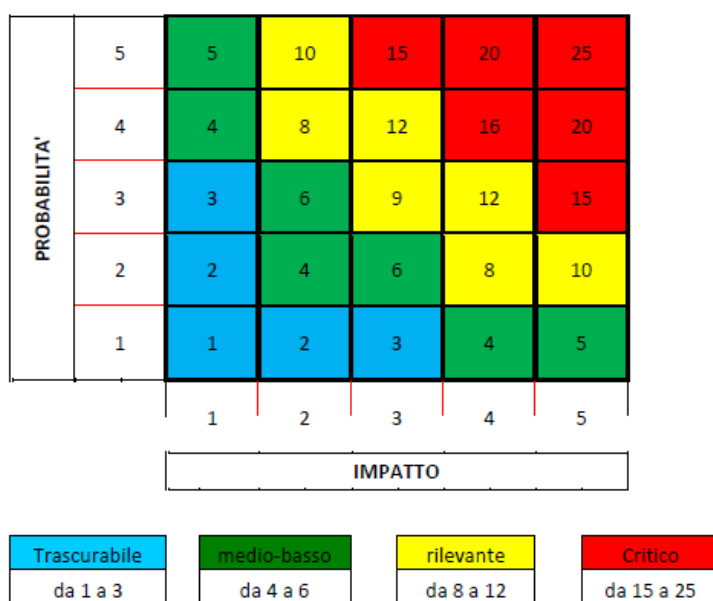 PROBABILITA'
5 5 10 15 20 25
4 4 8 12 16 20
3 3 6 9 12 15
2 2 4 6 8 10
1 1 2 3 4 5
1 2 3 4 5
IMPATTO
Trascurabile medio-basso rilevante Critico
da 1 a 3 da 4 a 6 da 8 a 12 da 15 a 25